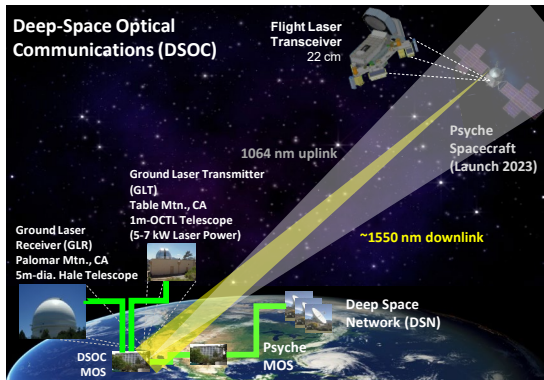 Deep-Space Optical
Communications (DSOC)
Flight Laser
Transceiver
22 cm
1064 nm uplink
Psyche
Spacecraft
(Launch 2023)
Ground Laser Transmitter
(GLT)
Table Mtn., CA
1m-OCTL Telescope
(5-7 kW Laser Power)
Ground Laser
Receiver (GLR)
Palomar Mtn., CA
5m-dia. Hale Telescope
~1550 nm downlink
Deep Space
Network (DSN)
Psyche
MOS
DSOC
MOS